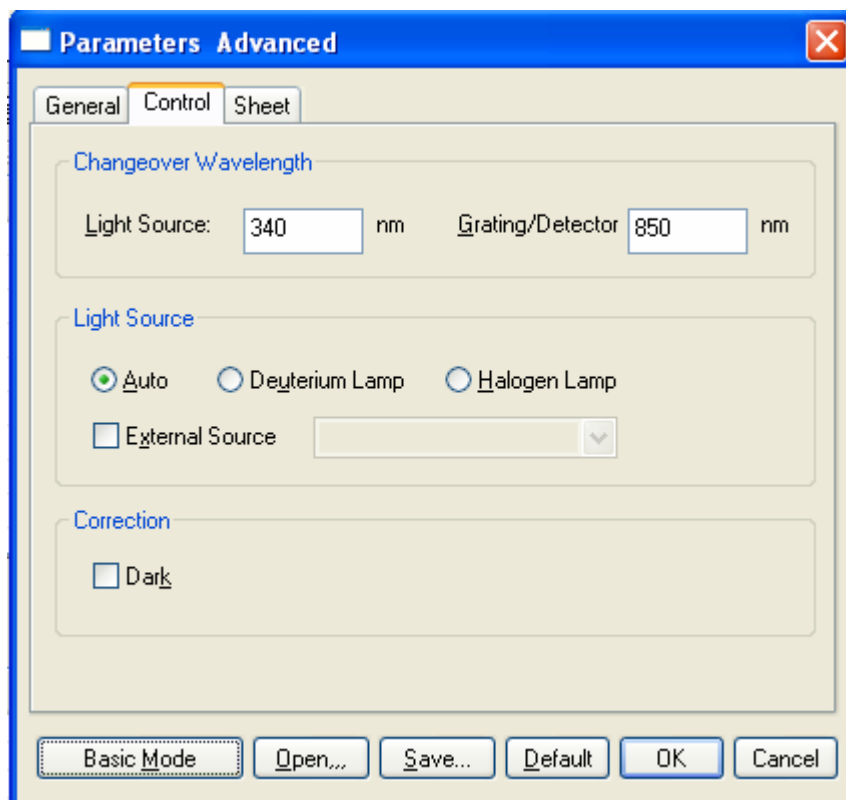 Parameters Advanced
General Control Sheet
Changeover Wavelength
Light Source: 340 nm Grating/Detector 850 nm
Light Source
Auto Deuterium Lamp Halogen Lamp
External Source
Correction
Dark
Basic Mode Open,,, Save... Default OK Cancel